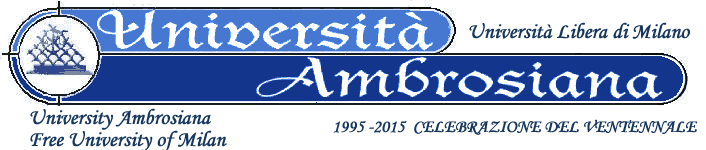 Università
Università Libera di Milano
Ambrosiana
University Ambrosiana
Free University of Milan
1995 -2015 CELEBRAZIONE DEL VENTENNALE